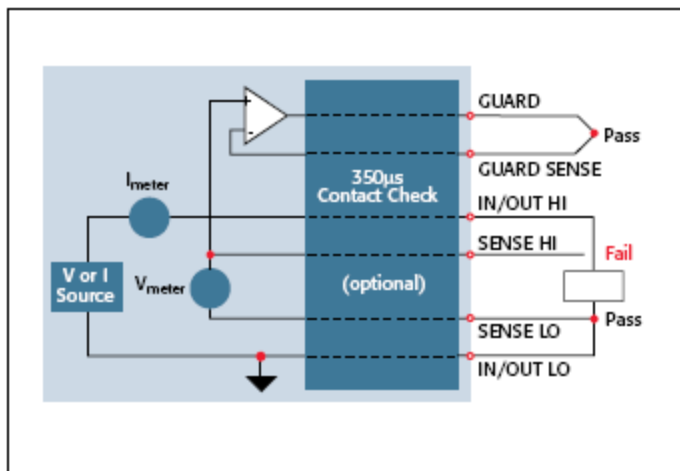 GUARD
Pass
GUARD SENSE
350µs
Contact Check
Imeter
IN/OUT HI
SENSE HI
Fail
V or I
Source
Vmeter
(optional)
Pass
SENSE LO
IN/OUT LO
+
-